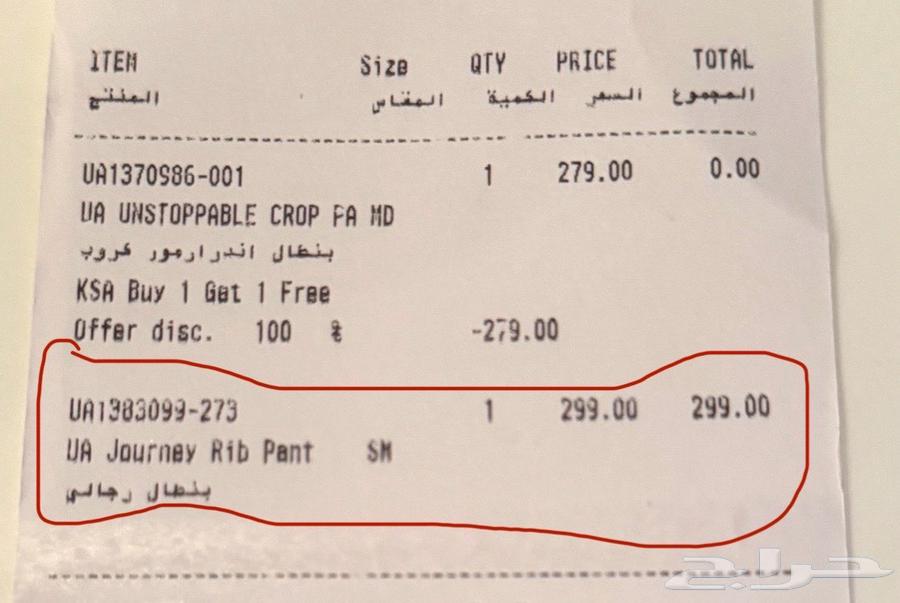 ITEM Size QTY PRICE TOTAL
المنتج المقاس الكمية السعر المجموع
UA1370986-001 1 279.00 0.00
UA UNSTOPPABLE CROP PA MD
بنطال اندرارمور كروب
KSA Buy 1 Get 1 Free
Offer disc. 100 % -279.00
UA1383099-273 1 299.00 299.00
UA Journey Rib Pant SM
بنطال رجالي
حراج